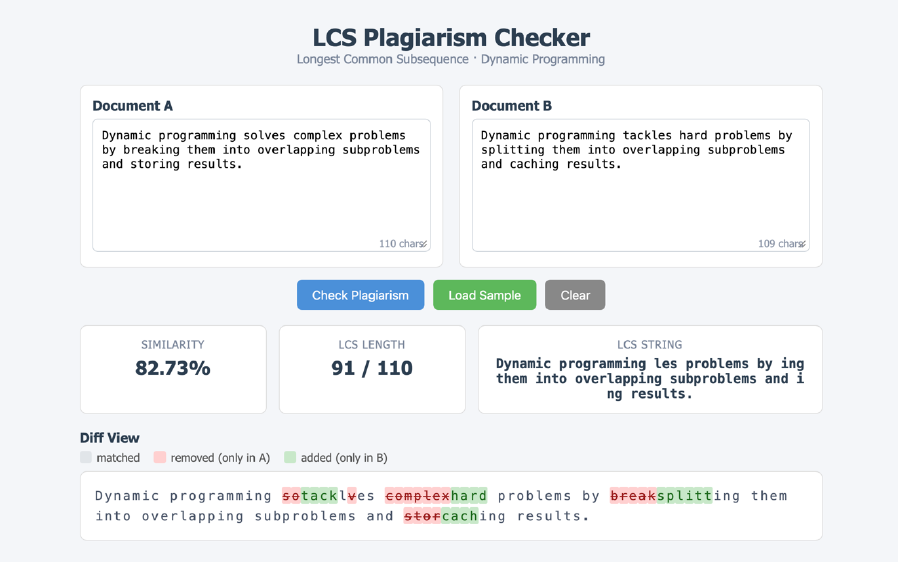 LCS Plagiarism Checker
Longest Common Subsequence · Dynamic Programming
Document A
Dynamic programming solves complex problems
by breaking them into overlapping subproblems
and storing results.
110 chars
Document B
Dynamic programming tackles hard problems by
splitting them into overlapping subproblems
and caching results.
109 chars
Check Plagiarism
Load Sample
Clear
SIMILARITY
82.73%
LCS LENGTH
91 / 110
LCS STRING
Dynamic programming les problems by ing
them into overlapping subproblems and i
ng results.
Diff View
matched
removed (only in A)
added (only in B)
Dynamic programming sotacklves complexhard problems by breaksplitting them
into overlapping subproblems and storcaching results.